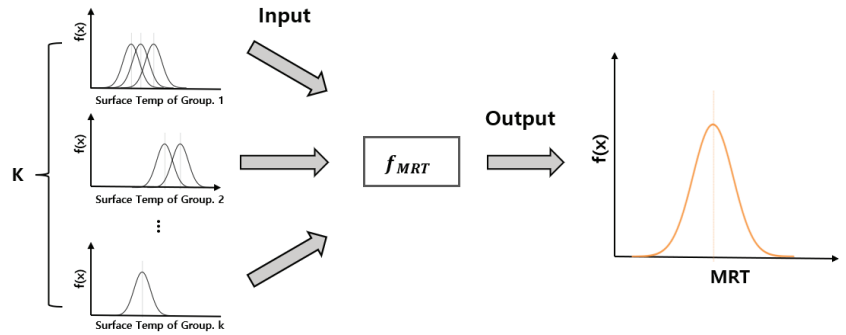 Input
f(x)
Surface Temp of Group. 1
f(x)
Surface Temp of Group. 2
K
...
f(x)
Surface Temp of Group. k
f_MRT
Output
f(x)
MRT